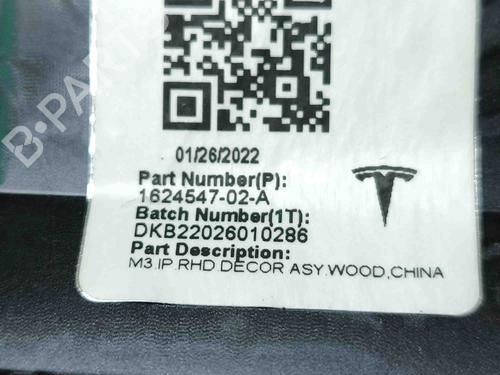 B-PARTS
01/26/2022
Part Number(P):
1624547-02-A
Batch Number(1T):
DKB22026010286
Part Description:
M3.IP.RHD.DECOR ASY.WOOD,CHINA